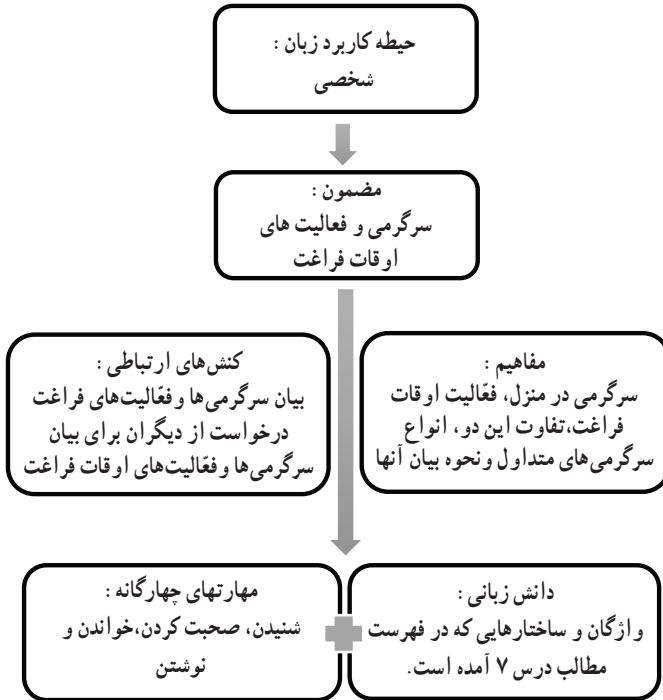 حیطه کاربرد زبان :
شخصی
مضمون :
سرگرمی و فعالیت های
اوقات فراغت
مفاهیم :
سرگرمی در منزل، فعّالیت اوقات
فراغت،تفاوت این دو، انواع
سرگرمی‌های متداول ونحوه بیان آنها
کنش‌های ارتباطی :
بیان سرگرمی‌ها وفعّالیت‌های فراغت
درخواست از دیگران برای بیان
سرگرمی‌ها وفعّالیت‌های اوقات فراغت
دانش زبانی :
واژگان و ساختارهایی که در فهرست
مطالب درس ۷ آمده است.
مهارتهای چهارگانه :
شنیدن، صحبت کردن،خواندن و
نوشتن